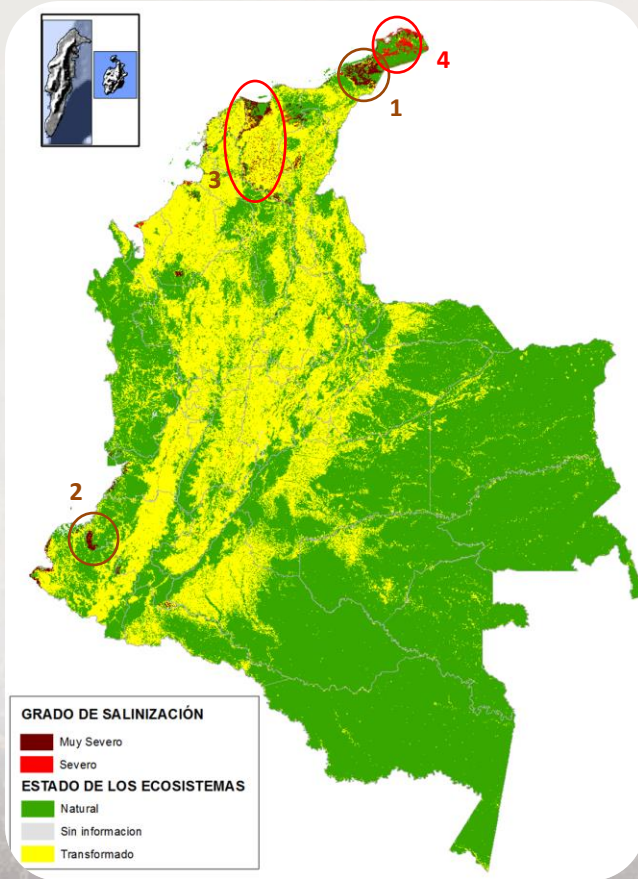 4
1
3
2
GRADO DE SALINIZACIÓN
Muy Severo
Severo
ESTADO DE LOS ECOSISTEMAS
Natural
Sin informacion
Transformado